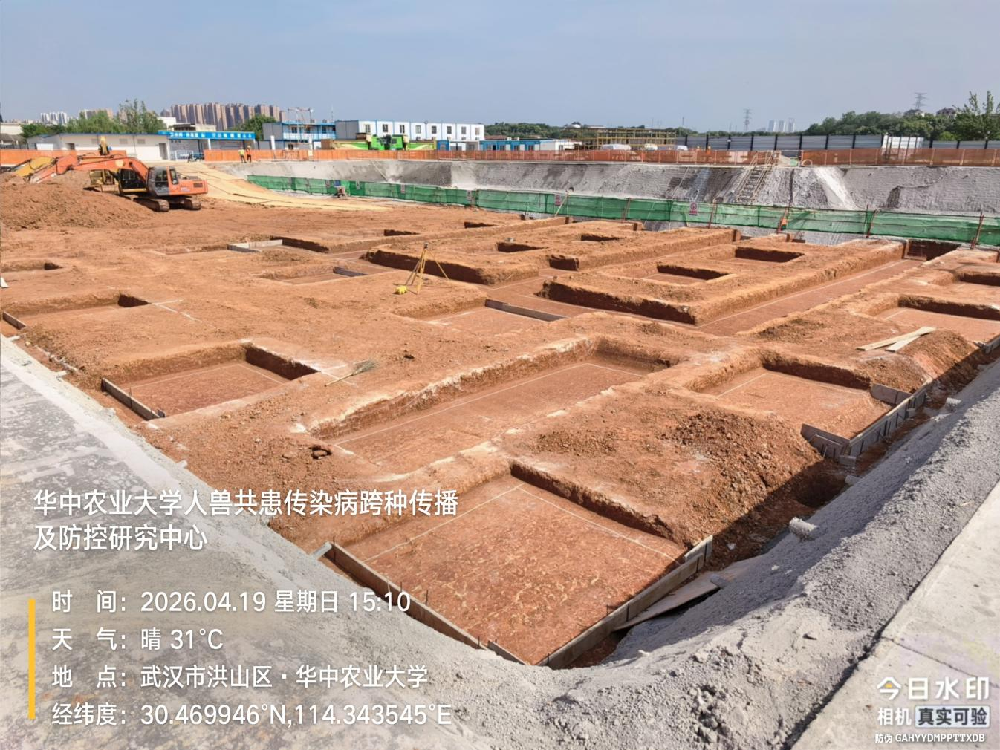 华中农业大学人兽共患传染病跨种传播
及防控研究中心
时 间：2026.04.19 星期日 15:10
天 气：晴 31℃
地 点：武汉市洪山区·华中农业大学
经纬度：30.469946°N,114.343545°E
今日水印
相机 真实可验
防伪 GAHYYDMPPTTXDB